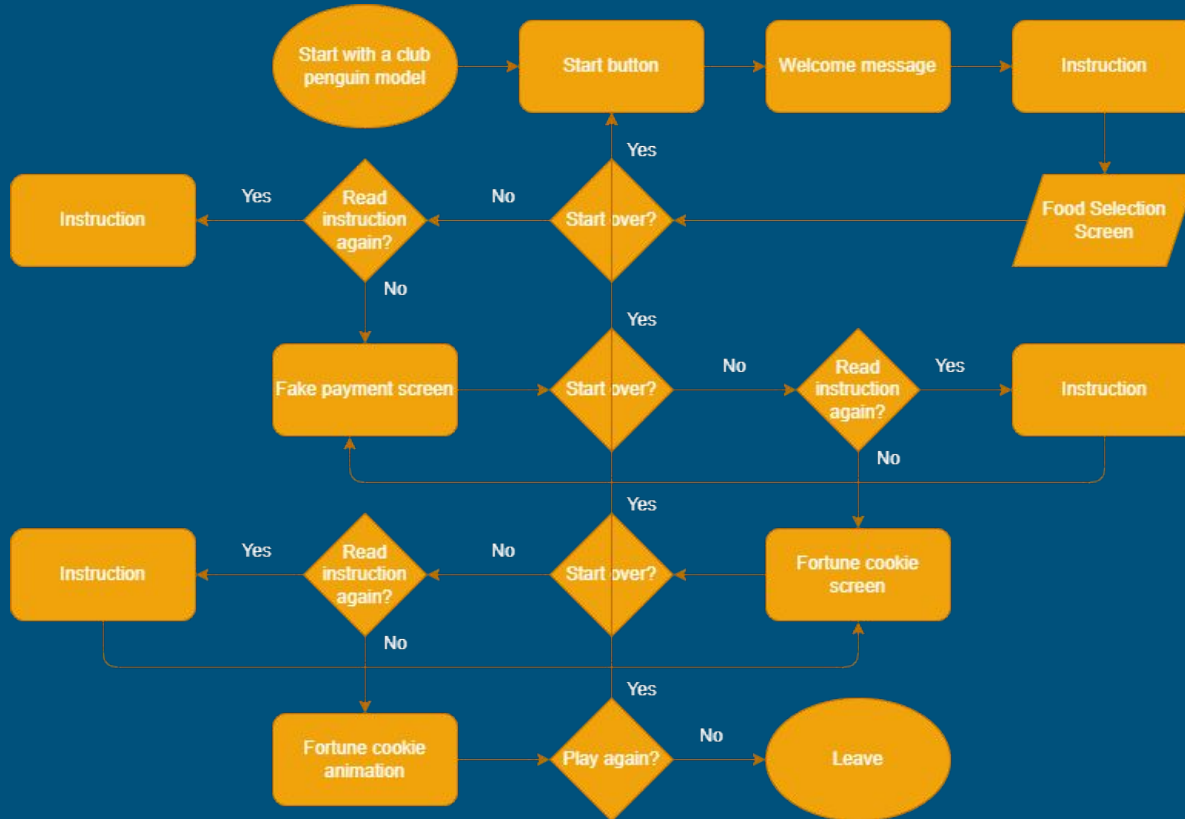 Start with a club
penguin model
Start button
Welcome message
Instruction
Yes
Instruction
Yes
Read
instruction
again?
No
Start over?
Food Selection
Screen
No
Yes
Fake payment screen
Start over?
No
Read
instruction
again?
Yes
Instruction
No
Yes
Instruction
Yes
Read
instruction
again?
No
Start over?
Fortune cookie
screen
No
Yes
Fortune cookie
animation
Play again?
No
Leave